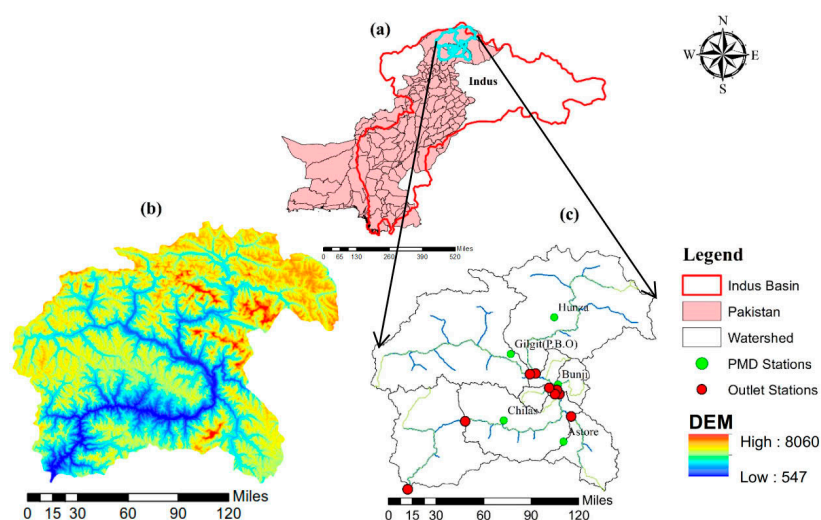 (a)
N
W E
S
Indus
Miles
0 65 130 260 390 520
(b)
(c)
Legend
Indus Basin
Pakistan
Watershed
PMD Stations
Outlet Stations
DEM
High : 8060
Low : 547
Hunza
Gilgit(P.B.O)
Bunji
Chilas
Astore
Miles
0 15 30 60 90 120
Miles
0 15 30 60 90 120